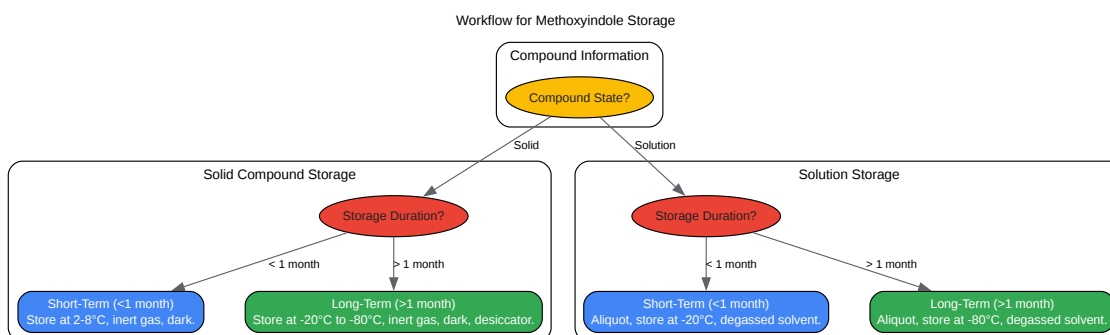 Workflow for Methoxyindole Storage
Compound Information
Compound State?
Solid
Solution
Solid Compound Storage
Solution Storage
Storage Duration?
Storage Duration?
< 1 month
> 1 month
< 1 month
> 1 month
Short-Term (<1 month)
Store at 2-8°C, inert gas, dark.
Long-Term (>1 month)
Store at -20°C to -80°C, inert gas, dark, desiccator.
Short-Term (<1 month)
Aliquot, store at -20°C, degassed solvent.
Long-Term (>1 month)
Aliquot, store at -80°C, degassed solvent.